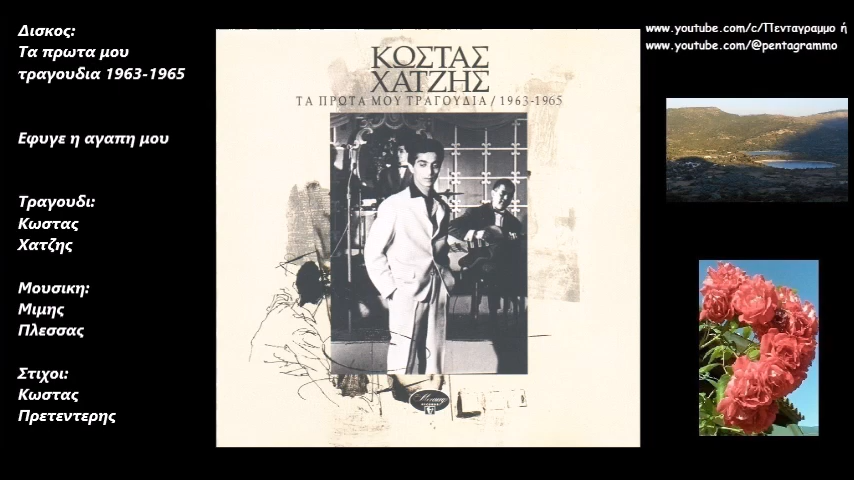 Δισκος:
Τα πρωτα μου
τραγουδια 1963-1965
Εφυγε η αγαπη μου
Τραγουδι:
Κωστας
Χατζης
Μουσικη:
Μιμης
Πλεσσας
Στιχοι:
Κωστας
Πρετεντερης
ΚΩΣΤΑΣ
ΧΑΤΖΗΣ
ΤΑ ΠΡΩΤΑ ΜΟΥ ΤΡΑΓΟΥΔΙΑ / 1963-1965
www.youtube.com/c/Πενταγραμμο ή
www.youtube.com/@pentagrammo